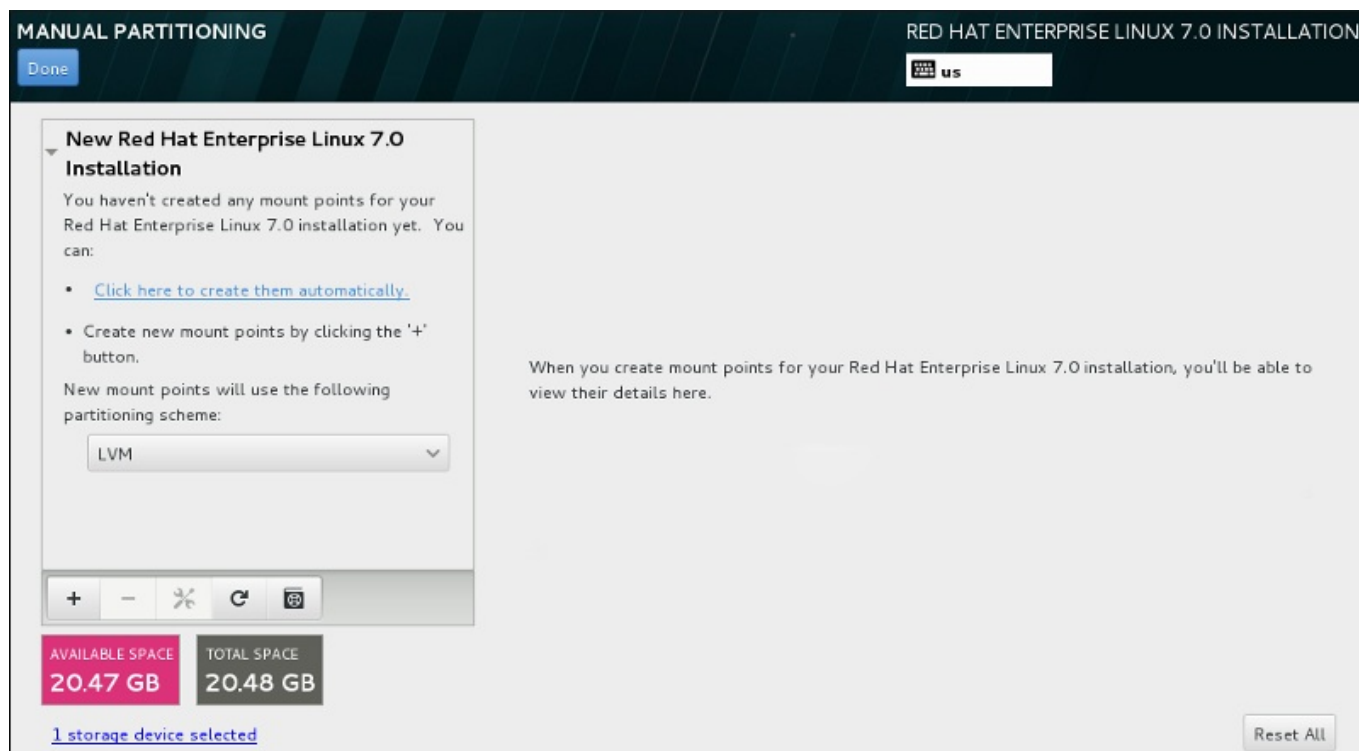 MANUAL PARTITIONING
RED HAT ENTERPRISE LINUX 7.0 INSTALLATION
Done
us
New Red Hat Enterprise Linux 7.0
Installation
You haven't created any mount points for your
Red Hat Enterprise Linux 7.0 installation yet. You
can:
• Click here to create them automatically.
• Create new mount points by clicking the '+'
button.
New mount points will use the following
partitioning scheme:
LVM
When you create mount points for your Red Hat Enterprise Linux 7.0 installation, you'll be able to
view their details here.
+ −
AVAILABLE SPACE
20.47 GB
TOTAL SPACE
20.48 GB
1 storage device selected
Reset All